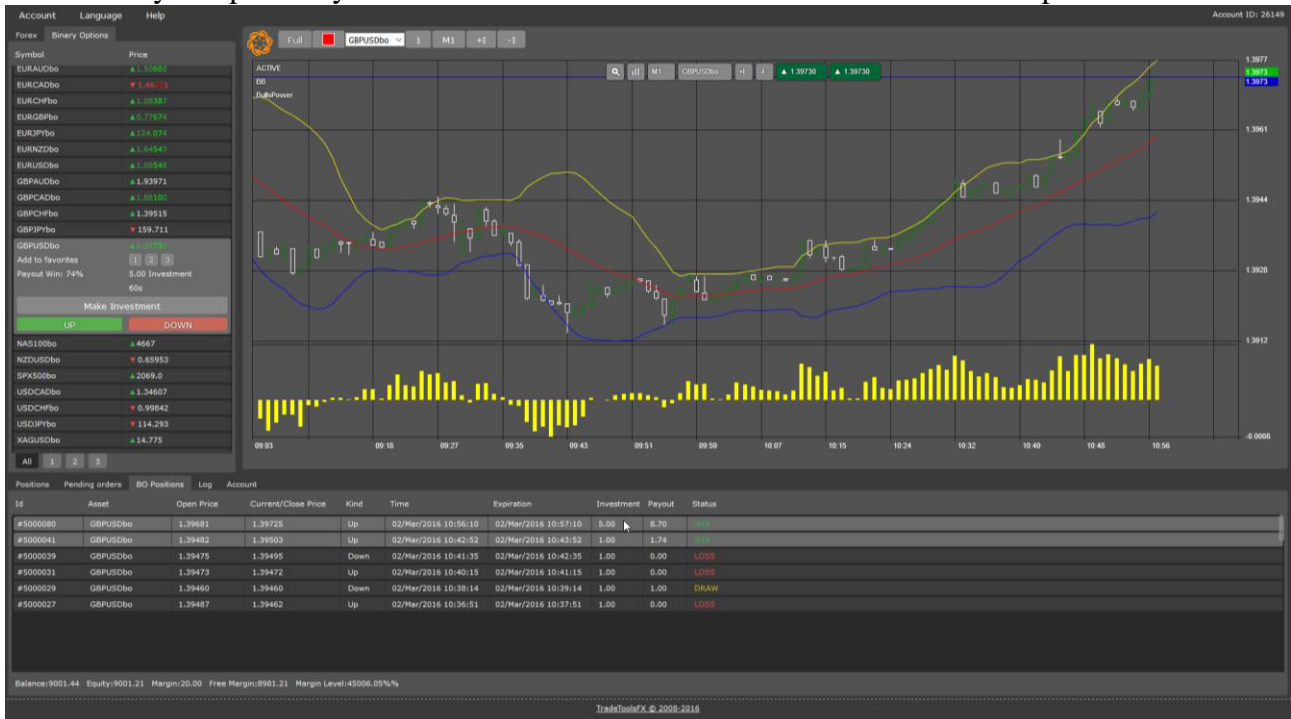 Account Language Help Account ID: 26149
Forex Binary Options
Full GBPUSDbo 1 M1 +I -I
Symbol Price
EURAUDbo ▲1.50680
EURCADbo
EURCHFbo ▲1.08387
EURGBPbo ▲0.77674
EURJPYbo ▲124.074
EURNZDbo ▲1.64547
EURUSDbo ▲1.08548
GBPAUDbo ▲1.93971
GBPCADbo ▲1.88100
GBPCHFbo ▲1.39515
GBPJPYbo ▼159.711
GBPUSDbo
Add to favorites 1 2 3
Payout Win: 74% 5.00 Investment
60s
Make Investment
UP DOWN
NAS100bo ▲4667
NZDUSDbo ▼0.65953
SPX500bo ▲2069.0
USDCADbo ▲1.34607
USDCHFbo ▼0.99842
USDJPYbo ▼114.293
XAGUSDbo ▲14.775
All 1 2 3
ACTIVE
BB
BullsPower
M1 GBPUSDbo ▲ 1.39730 ▲ 1.39730
1.3977
1.3973
1.3973
1.3961
1.3944
1.3928
1.3912
-0.0008
09:03 09:18 09:27 09:35 09:43 09:51 09:59 10:07 10:15 10:24 10:32 10:40 10:48 10:56
Positions Pending orders BO Positions Log Account
Id Asset Open Price Current/Close Price Kind Time Expiration Investment Payout Status
#5000080 GBPUSDbo 1.39681 1.39725 Up 02/Mar/2016 10:56:10 02/Mar/2016 10:57:10 5.00 8.70 WIN
#5000041 GBPUSDbo 1.39482 1.39503 Up 02/Mar/2016 10:42:52 02/Mar/2016 10:43:52 1.00 1.74 WIN
#5000039 GBPUSDbo 1.39475 1.39495 Down 02/Mar/2016 10:41:35 02/Mar/2016 10:42:35 1.00 0.00 LOSS
#5000031 GBPUSDbo 1.39473 1.39472 Up 02/Mar/2016 10:40:15 02/Mar/2016 10:41:15 1.00 0.00 LOSS
#5000029 GBPUSDbo 1.39460 1.39460 Down 02/Mar/2016 10:38:14 02/Mar/2016 10:39:14 1.00 1.00 DRAW
#5000027 GBPUSDbo 1.39487 1.39462 Up 02/Mar/2016 10:36:51 02/Mar/2016 10:37:51 1.00 0.00 LOSS
Balance:9001.44 Equity:9001.21 Margin:20.00 Free Margin:8981.21 Margin Level:45006.05%%
TradeToolsFX © 2008-2016